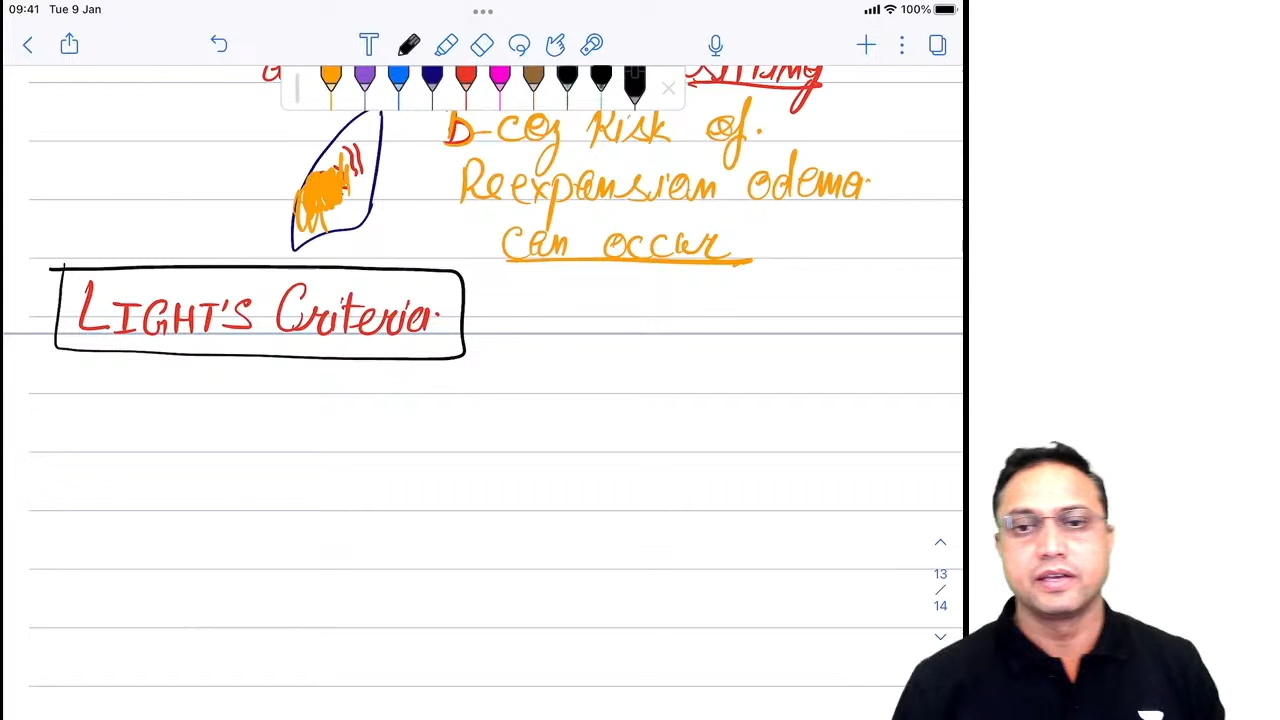 09:41 Tue 9 Jan
100%
T
b-coz Risk of.
Reexpansion odema.
can occur
LIGHT'S Criteria.
13
/
14